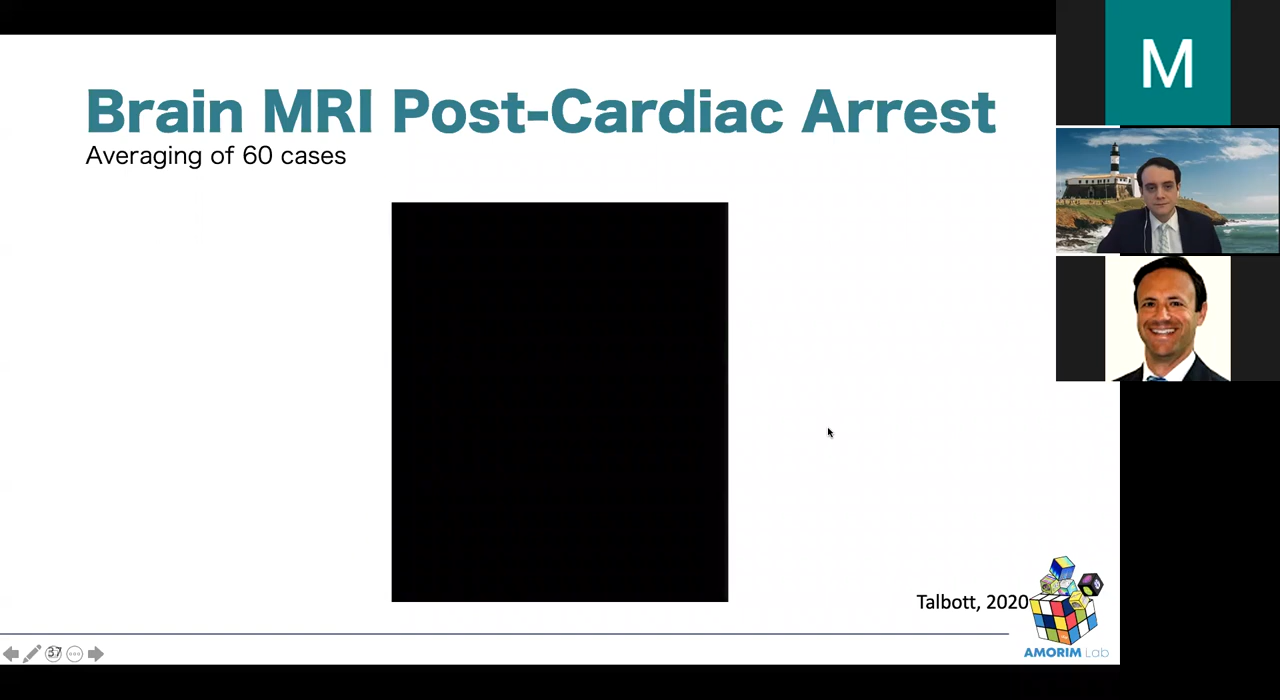 Brain MRI Post-Cardiac Arrest
Averaging of 60 cases
M
Talbott, 2020
AMORIM Lab
37